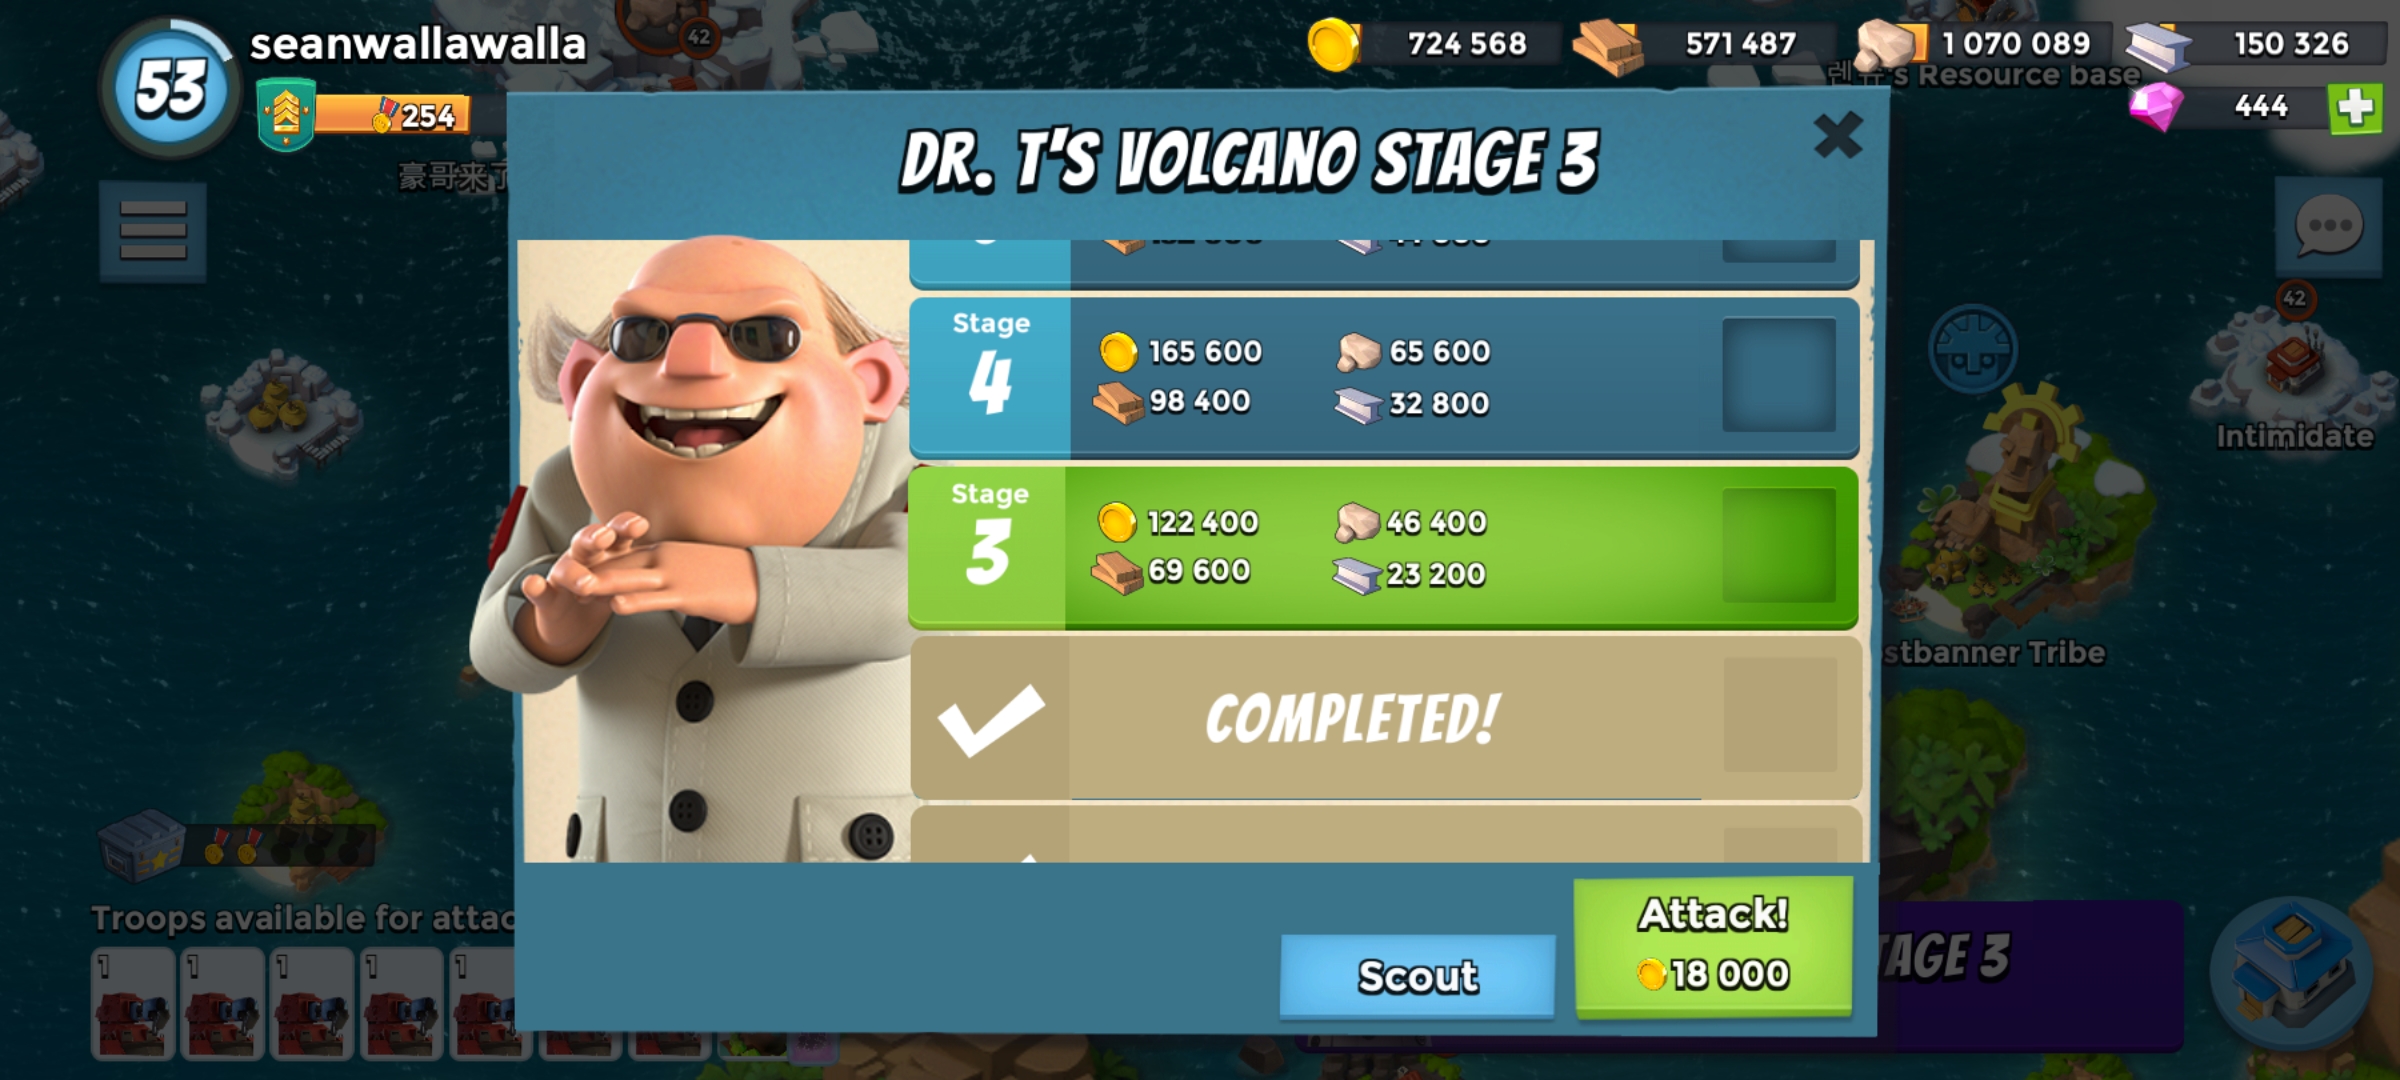 53
seanwallawalla
254
42
724 568
571 487
1 070 089
150 326
렌뉴's Resource base
444
豪哥来了
DR. T'S VOLCANO STAGE 3
Stage
4
165 600
65 600
98 400
32 800
Stage
3
122 400
46 400
69 600
23 200
COMPLETED!
42
Intimidate
stbanner Tribe
Troops available for attac
1
1
1
1
1
Scout
Attack!
18 000
TAGE 3